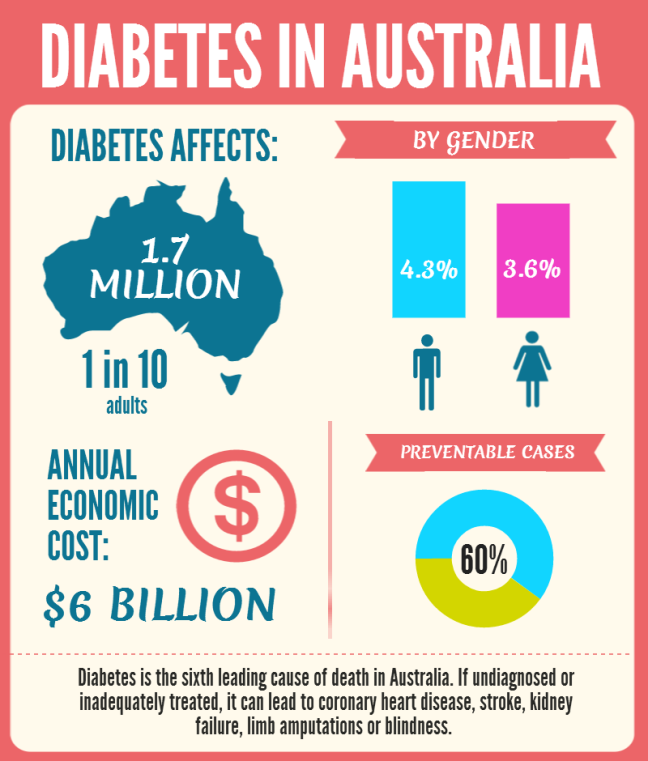 DIABETES IN AUSTRALIA
DIABETES AFFECTS:
1.7
MILLION
1 in 10
adults
BY GENDER
4.3%
3.6%
ANNUAL
ECONOMIC
COST:
$
$6 BILLION
PREVENTABLE CASES
60%
Diabetes is the sixth leading cause of death in Australia. If undiagnosed or
inadequately treated, it can lead to coronary heart disease, stroke, kidney
failure, limb amputations or blindness.